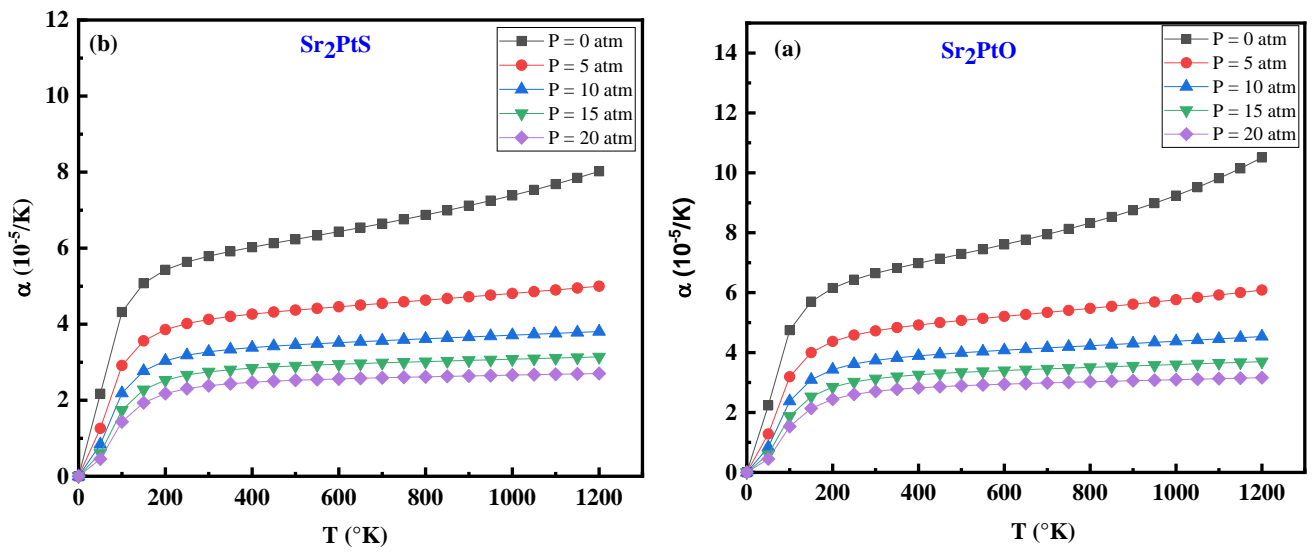 (b)
Sr2PtS
P = 0 atm
P = 5 atm
P = 10 atm
P = 15 atm
P = 20 atm
12
10
8
6
4
2
0
α (10-5/K)
0 200 400 600 800 1000 1200
T (°K)
(a)
Sr2PtO
P = 0 atm
P = 5 atm
P = 10 atm
P = 15 atm
P = 20 atm
14
12
10
8
6
4
2
0
α (10-5/K)
0 200 400 600 800 1000 1200
T (°K)